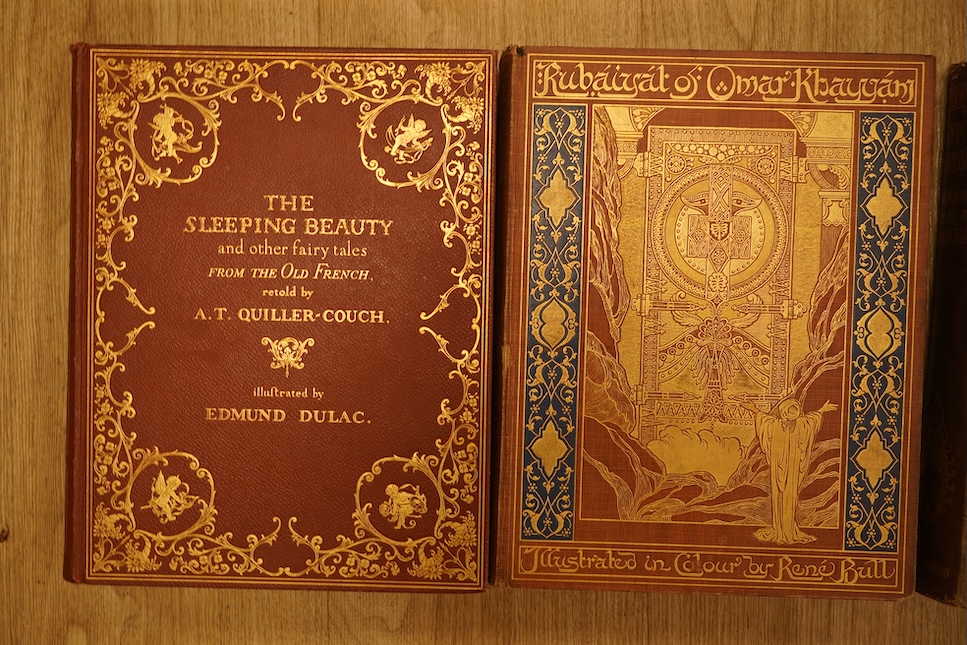 THE
SLEEPING BEAUTY
and other fairy tales
FROM THE OLD FRENCH,
retold by
A.T. QUILLER-COUCH.
illustrated by
EDMUND DULAC.
Rubáiyát of Omar Khayyám
Illustrated in Colour by René Bull